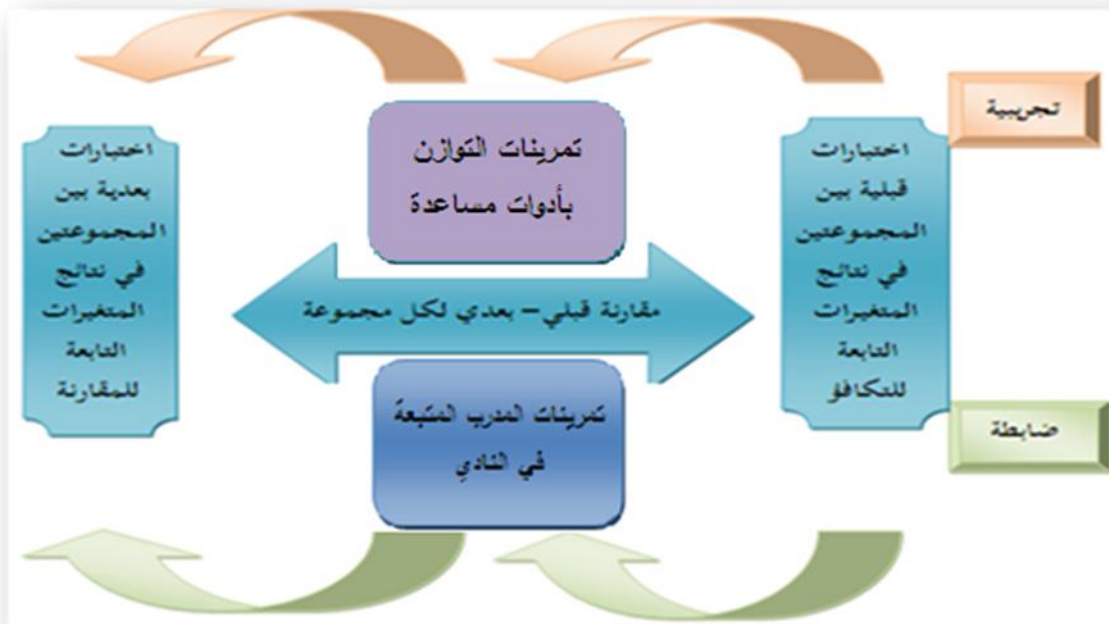 تجريبية
اختبارات
قبلية بين
المجموعتين
في نتائج
المتغيرات
التابعة
للتكافؤ
ضابطة
تمرينات التوازن
بأدوات مساعدة
مقارنة قبلي – بعدي لكل مجموعة
تمرينات المدرب المتبعة
في النادي
اختبارات
بعدية بين
المجموعتين
في نتائج
المتغيرات
التابعة
للمقارنة